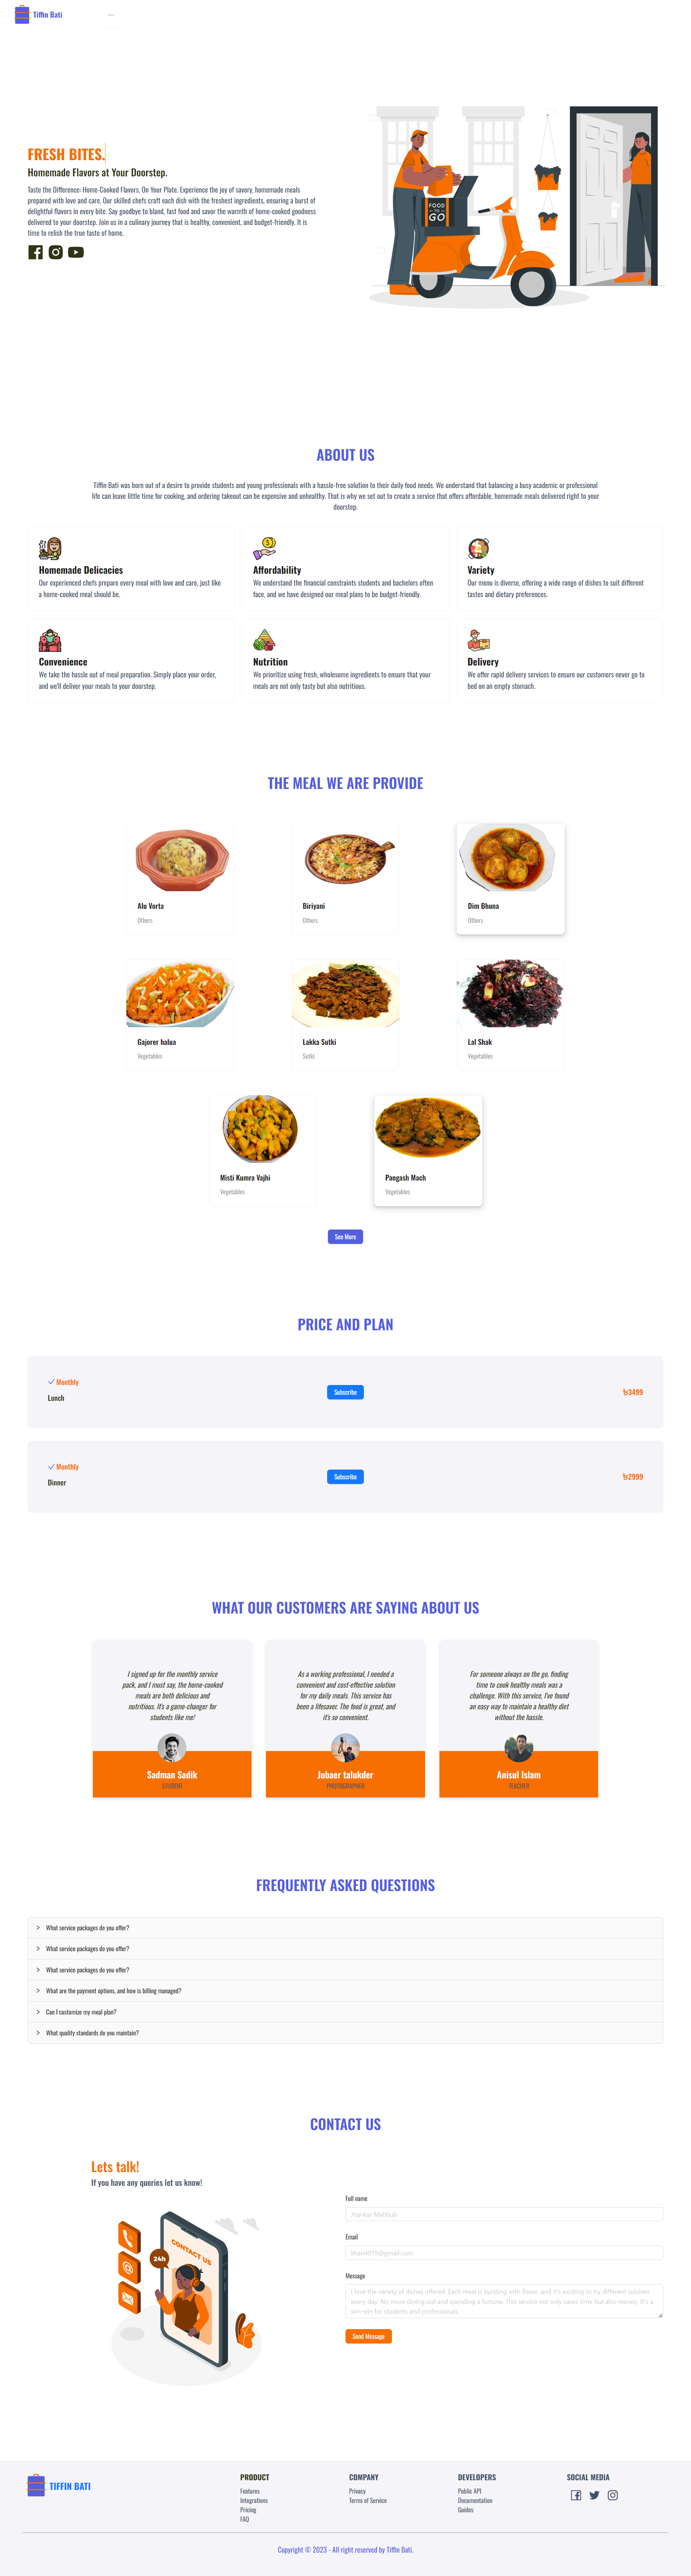 Tiffin Bati
FRESH BITES.
Homemade Flavors at Your Doorstep.
Taste the Difference: Home-Cooked Flavors, On Your Plate. Experience the joy of savory, homemade meals
prepared with love and care. Our skilled chefs craft each dish with the freshest ingredients, ensuring a burst of
delightful flavors in every bite. Say goodbye to bland, fast food and savor the warmth of home-cooked goodness
delivered to your doorstep. Join us in a culinary journey that is healthy, convenient, and budget-friendly. It is
time to relish the true taste of home.
FOOD
TO
GO
ABOUT US
Tiffin Bati was born out of a desire to provide students and young professionals with a hassle-free solution to their daily food needs. We understand that balancing a busy academic or professional
life can leave little time for cooking, and ordering takeout can be expensive and unhealthy. That is why we set out to create a service that offers affordable, homemade meals delivered right to your
doorstep.
Homemade Delicacies
Our experienced chefs prepare every meal with love and care, just like
a home-cooked meal should be.
Affordability
We understand the financial constraints students and bachelors often
face, and we have designed our meal plans to be budget-friendly.
Variety
Our menu is diverse, offering a wide range of dishes to suit different
tastes and dietary preferences.
Convenience
We take the hassle out of meal preparation. Simply place your order,
and we'll deliver your meals to your doorstep.
Nutrition
We prioritize using fresh, wholesome ingredients to ensure that your
meals are not only tasty but also nutritious.
Delivery
We offer rapid delivery services to ensure our customers never go to
bed on an empty stomach.
THE MEAL WE ARE PROVIDE
Alu Vorta
Others
Biriyani
Others
Dim Bhuna
Others
Gajorer halua
Vegetables
Lakka Sutki
Sutki
Lal Shak
Vegetables
Misti Kumra Vajhi
Vegetables
Pangash Mach
Vegetables
See More
PRICE AND PLAN
Monthly
Lunch
Subscribe
৳3499
Monthly
Dinner
Subscribe
৳2999
WHAT OUR CUSTOMERS ARE SAYING ABOUT US
I signed up for the monthly service
pack, and I must say, the home-cooked
meals are both delicious and
nutritious. It's a game-changer for
students like me!
Sadman Sadik
STUDENT
As a working professional, I needed a
convenient and cost-effective solution
for my daily meals. This service has
been a lifesaver. The food is great, and
it's so convenient.
Jubaer talukder
PHOTOGRAPHER
For someone always on the go, finding
time to cook healthy meals was a
challenge. With this service, I've found
an easy way to maintain a healthy diet
without the hassle.
Anisul Islam
TEACHER
FREQUENTLY ASKED QUESTIONS
What service packages do you offer?
What service packages do you offer?
What service packages do you offer?
What are the payment options, and how is billing managed?
Can I customize my meal plan?
What quality standards do you maintain?
CONTACT US
Lets talk!
If you have any queries let us know!
CONTACT US
24h
Full name
Jhankar Mahbub
Email
khan4019@gmail.com
Message
I love the variety of dishes offered. Each meal is bursting with flavor, and it's exciting to try different cuisines
every day. No more dining out and spending a fortune. This service not only saves time but also money. It's a
win-win for students and professionals.
Send Message
TIFFIN BATI
PRODUCT
Features
Integrations
Pricing
FAQ
COMPANY
Privacy
Terms of Service
DEVELOPERS
Public API
Documentation
Guides
SOCIAL MEDIA
Copyright © 2023 - All right reserved by Tiffin Bati.